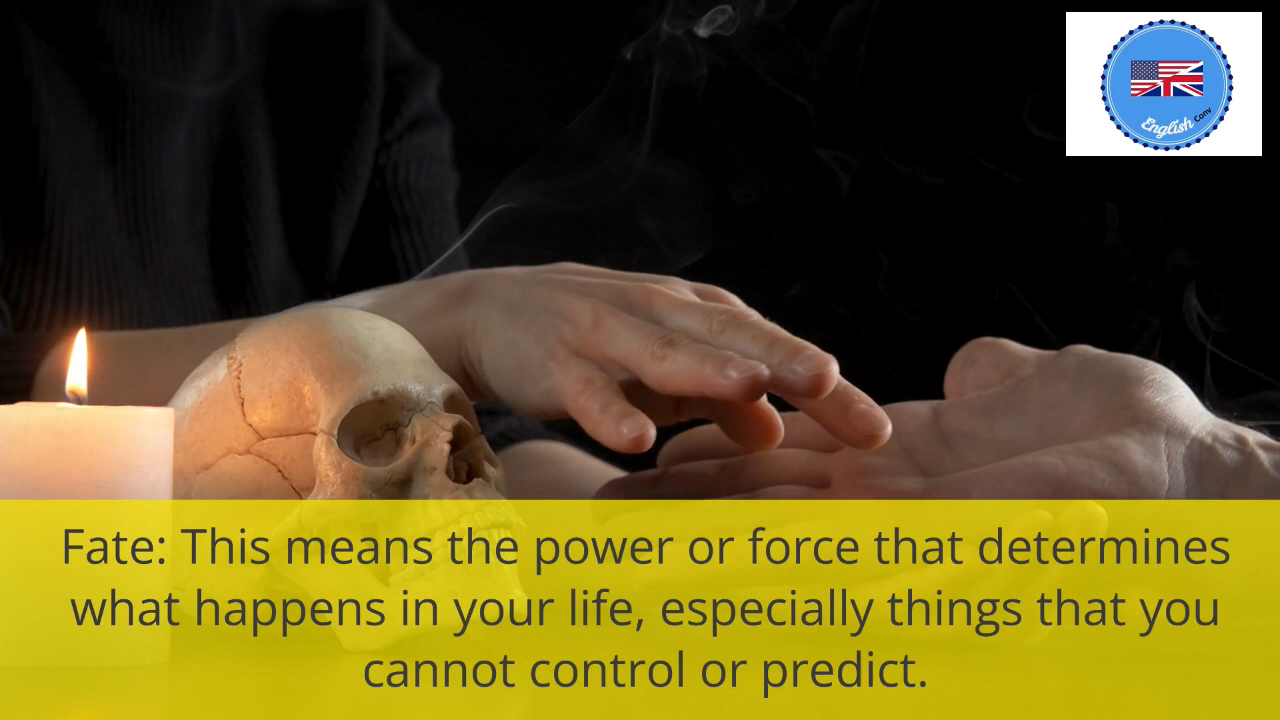 English Conv
Fate: This means the power or force that determines
what happens in your life, especially things that you
cannot control or predict.